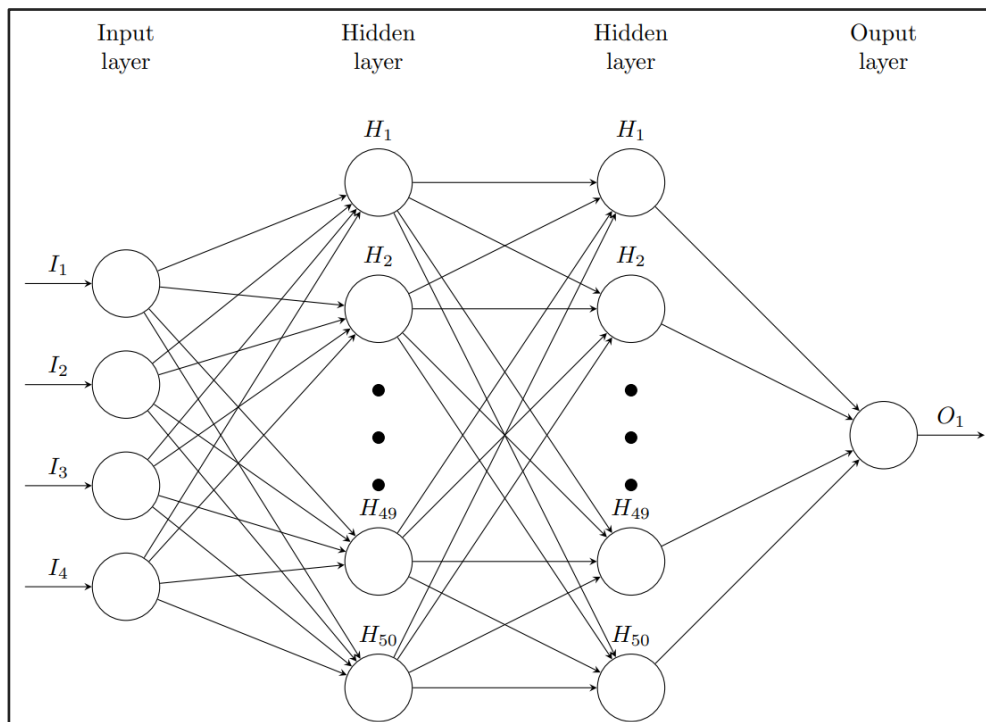 Input
layer
Hidden
layer
Hidden
layer
Ouput
layer
H₁
H₁
H₂
H₂
I₁
I₂
I₃
I₄
O₁
H₄₉
H₄₉
H₅₀
H₅₀